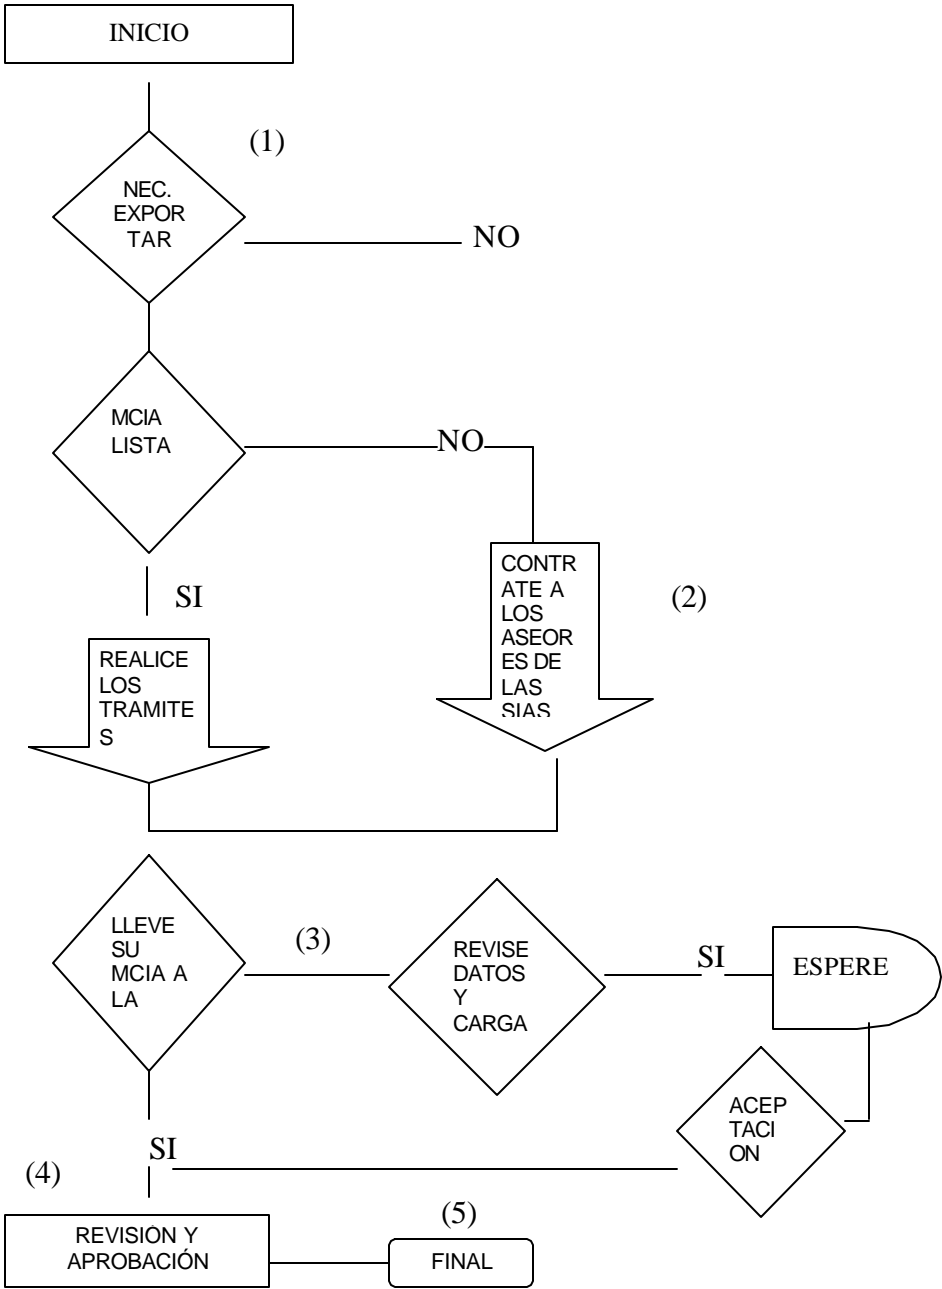 INICIO
(1)
NEC.
EXPOR
TAR
NO
MCIA
LISTA
NO
CONTR
ATE A
LOS
ASEOR
ES DE
LAS
SIAS
(2)
SI
REALICE
LOS
TRAMITE
S
LLEVE
SU
MCIA A
LA
(3)
REVISE
DATOS
Y
CARGA
SI
ESPERE
ACEP
TACI
ON
SI
(4)
REVISIÓN Y
APROBACIÓN
(5)
FINAL